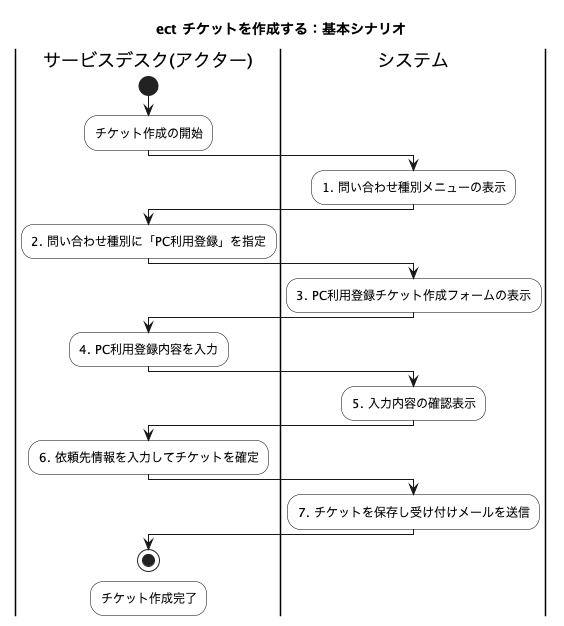 ect チケットを作成する：基本シナリオ
サービスデスク(アクター)
システム
チケット作成の開始
1. 問い合わせ種別メニューの表示
2. 問い合わせ種別に「PC利用登録」を指定
3. PC利用登録チケット作成フォームの表示
4. PC利用登録内容を入力
5. 入力内容の確認表示
6. 依頼先情報を入力してチケットを確定
7. チケットを保存し受け付けメールを送信
チケット作成完了